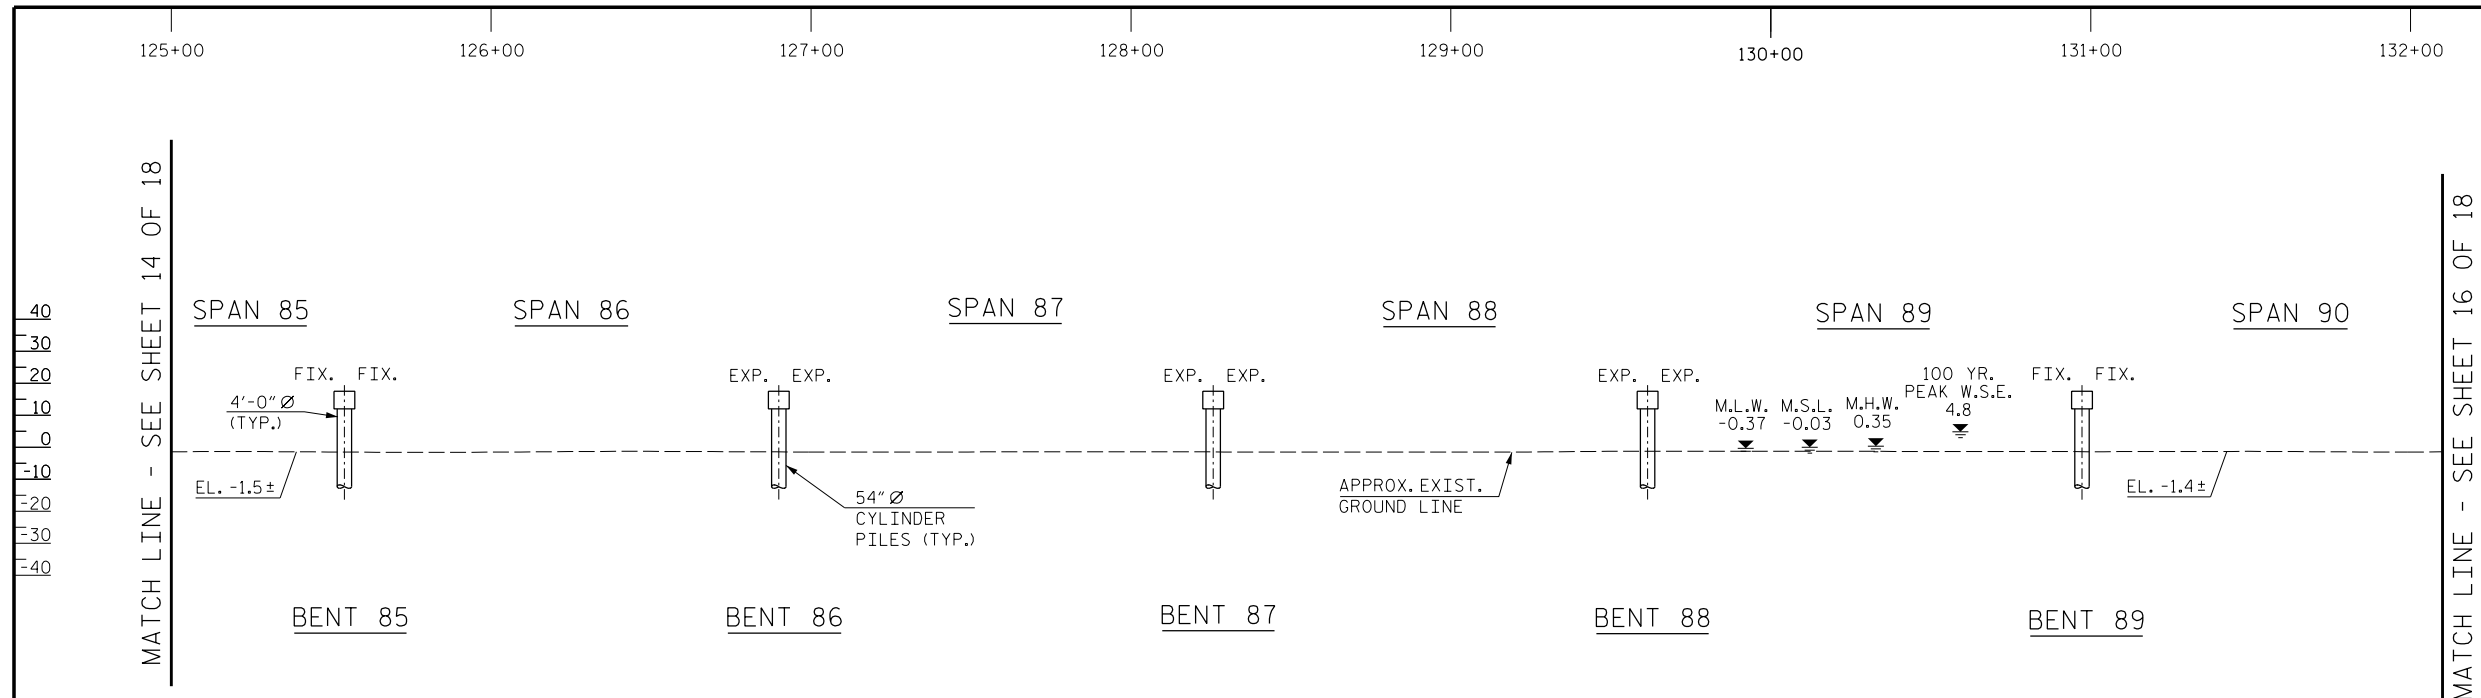 125+00
126+00
127+00
128+00
129+00
130+00
131+00
132+00
MATCH LINE - SEE SHEET 14 OF 18
MATCH LINE - SEE SHEET 16 OF 18
40
30
20
10
0
-10
-20
-30
-40
SPAN 85
SPAN 86
SPAN 87
SPAN 88
SPAN 89
SPAN 90
FIX. FIX.
EXP. EXP.
EXP. EXP.
EXP. EXP.
FIX. FIX.
4'-0" Ø
(TYP.)
M.L.W.
-0.37
M.S.L.
-0.03
M.H.W.
0.35
100 YR.
PEAK W.S.E.
4.8
EL. -1.5±
54" Ø
CYLINDER
PILES (TYP.)
APPROX. EXIST.
GROUND LINE
EL. -1.4±
BENT 85
BENT 86
BENT 87
BENT 88
BENT 89